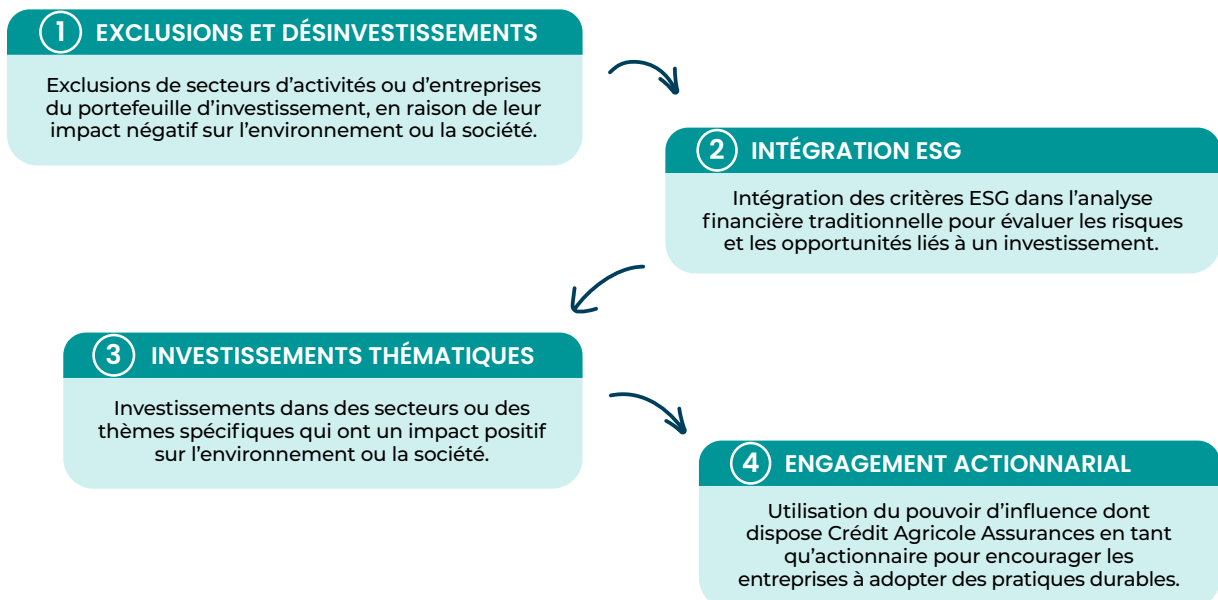 1 EXCLUSIONS ET DÉSINVESTISSEMENTS
Exclusions de secteurs d’activités ou d’entreprises
du portefeuille d’investissement, en raison de leur
impact négatif sur l’environnement ou la société.
2 INTÉGRATION ESG
Intégration des critères ESG dans l’analyse
financière traditionnelle pour évaluer les risques
et les opportunités liés à un investissement.
3 INVESTISSEMENTS THÉMATIQUES
Investissements dans des secteurs ou des
thèmes spécifiques qui ont un impact positif
sur l’environnement ou la société.
4 ENGAGEMENT ACTIONNARIAL
Utilisation du pouvoir d’influence dont
dispose Crédit Agricole Assurances en tant
qu’actionnaire pour encourager les
entreprises à adopter des pratiques durables.